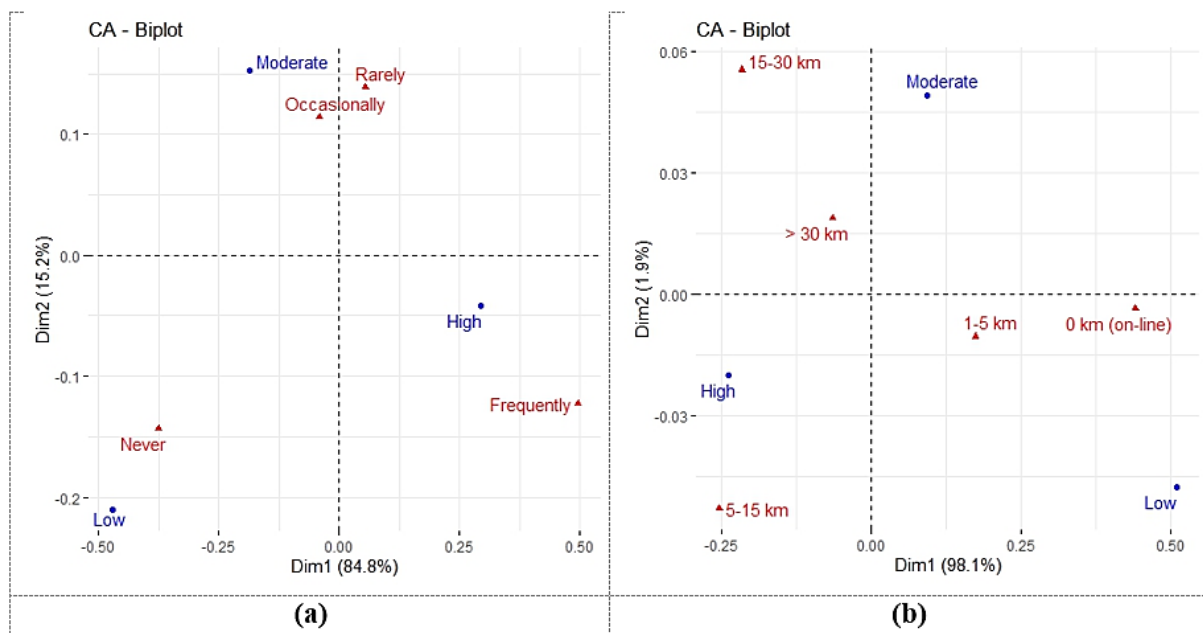 CA - Biplot
Moderate
Rarely
Occasionally
0.1
0.0
High
-0.1
Frequently
Never
-0.2
Low
-0.50
-0.25
0.00
0.25
0.50
Dim2 (15.2%)
Dim1 (84.8%)
(a)
CA - Biplot
0.06
15-30 km
Moderate
0.03
> 30 km
0.00
1-5 km
0 km (on-line)
High
-0.03
5-15 km
Low
-0.25
0.00
0.25
0.50
Dim2 (1.9%)
Dim1 (98.1%)
(b)